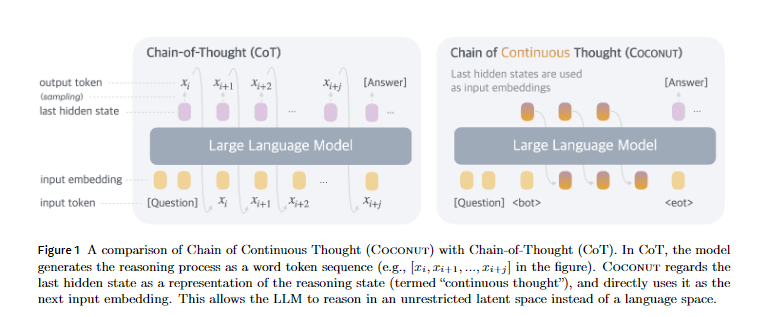 Chain-of-Thought (CoT)
output token
(sampling)
last hidden state
x_i x_{i+1} x_{i+2} x_{i+j} [Answer]
... ...
Large Language Model
input embedding
input token
...
[Question] x_i x_{i+1} x_{i+2} x_{i+j}
Chain of Continuous Thought (COCONUT)
Last hidden states are used
as input embeddings
[Answer]
...
Large Language Model
[Question] <bot> <eot>
Figure 1 A comparison of Chain of Continuous Thought (COCONUT) with Chain-of-Thought (CoT). In CoT, the model
generates the reasoning process as a word token sequence (e.g., [x_i, x_{i+1}, ..., x_{i+j}] in the figure). COCONUT regards the
last hidden state as a representation of the reasoning state (termed “continuous thought”), and directly uses it as the
next input embedding. This allows the LLM to reason in an unrestricted latent space instead of a language space.